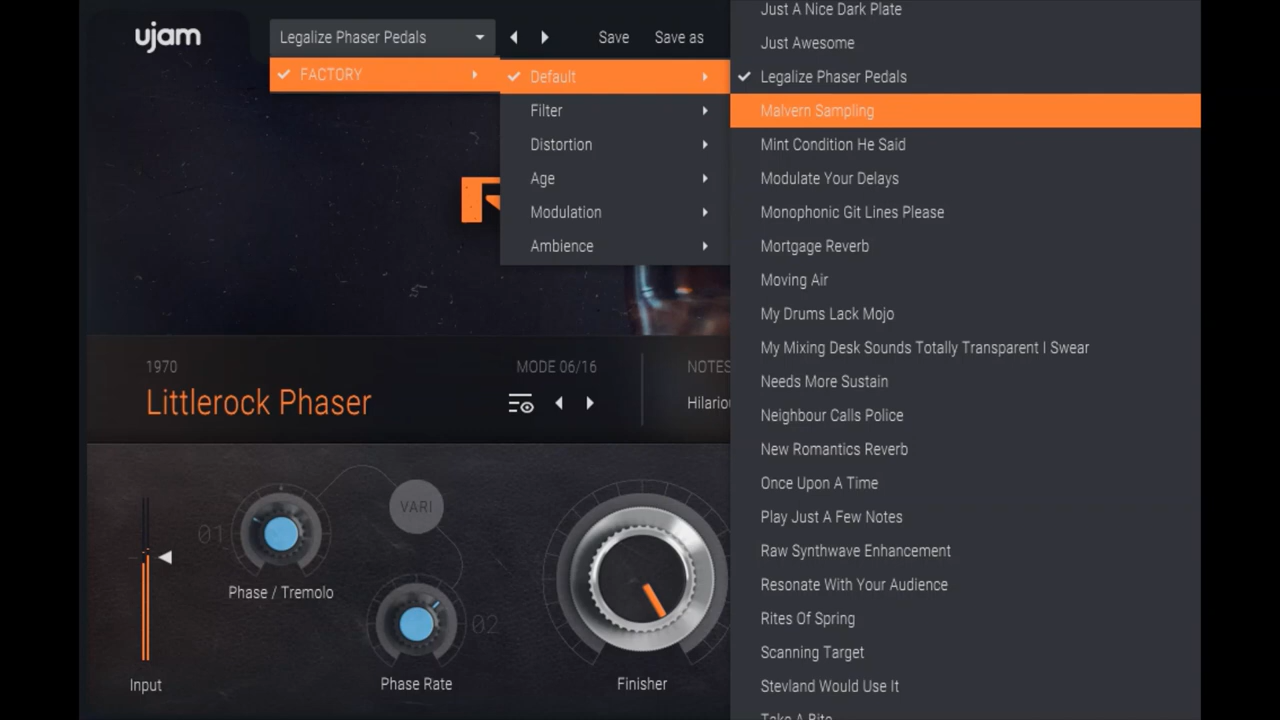 ujam
Legalize Phaser Pedals
Save
Save as
FACTORY
Default
Filter
Distortion
Age
Modulation
Ambience
Just A Nice Dark Plate
Just Awesome
Legalize Phaser Pedals
Malvern Sampling
Mint Condition He Said
Modulate Your Delays
Monophonic Git Lines Please
Mortgage Reverb
Moving Air
My Drums Lack Mojo
My Mixing Desk Sounds Totally Transparent I Swear
Needs More Sustain
Neighbour Calls Police
New Romantics Reverb
Once Upon A Time
Play Just A Few Notes
Raw Synthwave Enhancement
Resonate With Your Audience
Rites Of Spring
Scanning Target
Stevland Would Use It
Take A Bite
1970
MODE 06/16
NOTES
Littlerock Phaser
Hilario
VARI
01
Phase / Tremolo
02
Input
Phase Rate
Finisher